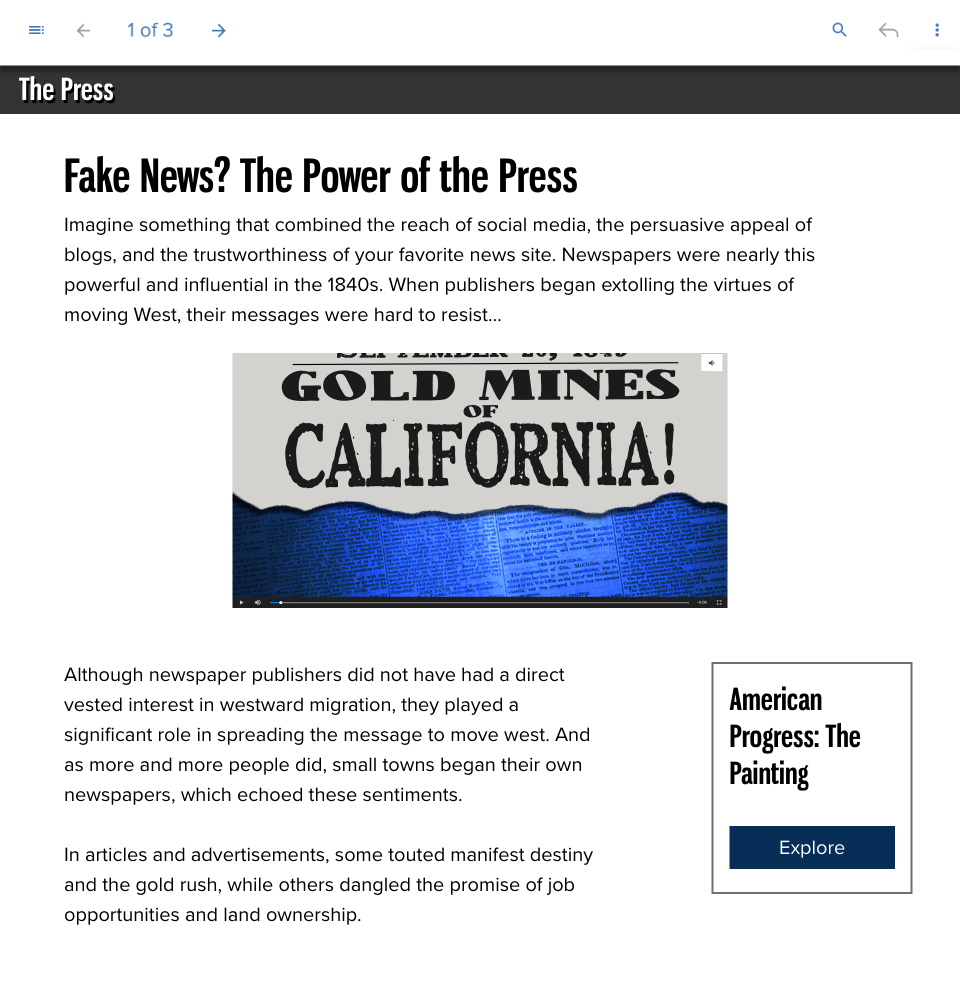 1 of 3
The Press
Fake News? The Power of the Press
Imagine something that combined the reach of social media, the persuasive appeal of
blogs, and the trustworthiness of your favorite news site. Newspapers were nearly this
powerful and influential in the 1840s. When publishers began extolling the virtues of
moving West, their messages were hard to resist...
GOLD MINES
OF
CALIFORNIA!
Although newspaper publishers did not have had a direct
vested interest in westward migration, they played a
significant role in spreading the message to move west. And
as more and more people did, small towns began their own
newspapers, which echoed these sentiments.
In articles and advertisements, some touted manifest destiny
and the gold rush, while others dangled the promise of job
opportunities and land ownership.
American
Progress: The
Painting
Explore